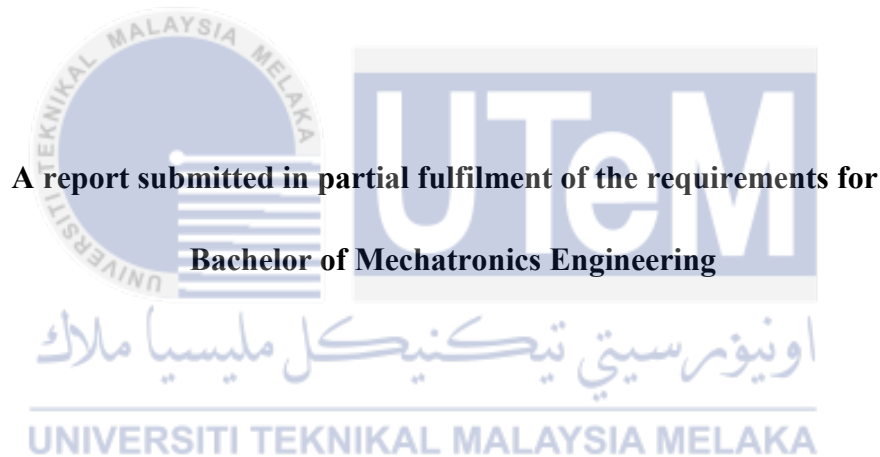 UNIVERSITI TEKNIKAL MALAYSIA MELAKA
UTeM
A report submitted in partial fulfilment of the requirements for
Bachelor of Mechatronics Engineering
اونيۏرسيتي تيكنيكل مليسيا ملاك
UNIVERSITI TEKNIKAL MALAYSIA MELAKA